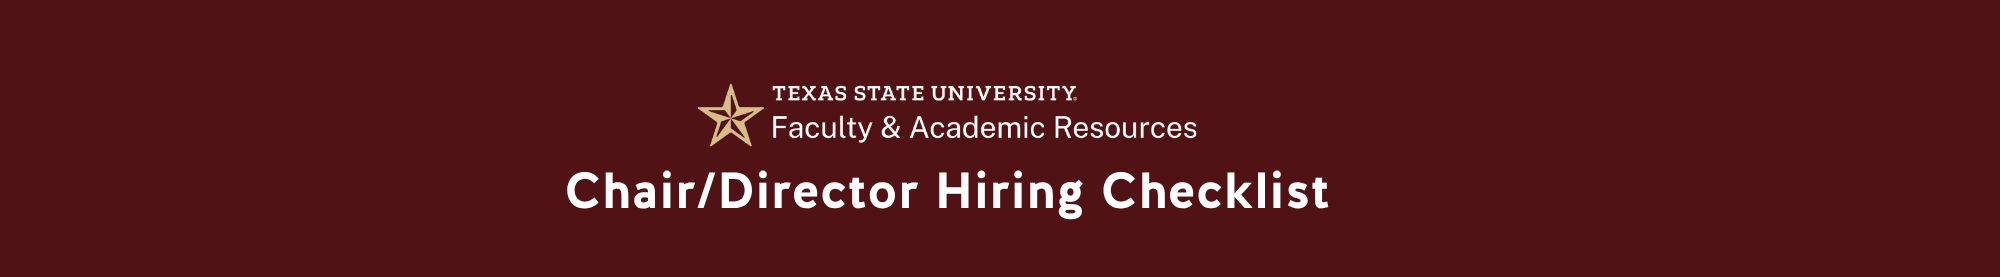 TEXAS STATE UNIVERSITY®
Faculty & Academic Resources
Chair/Director Hiring Checklist